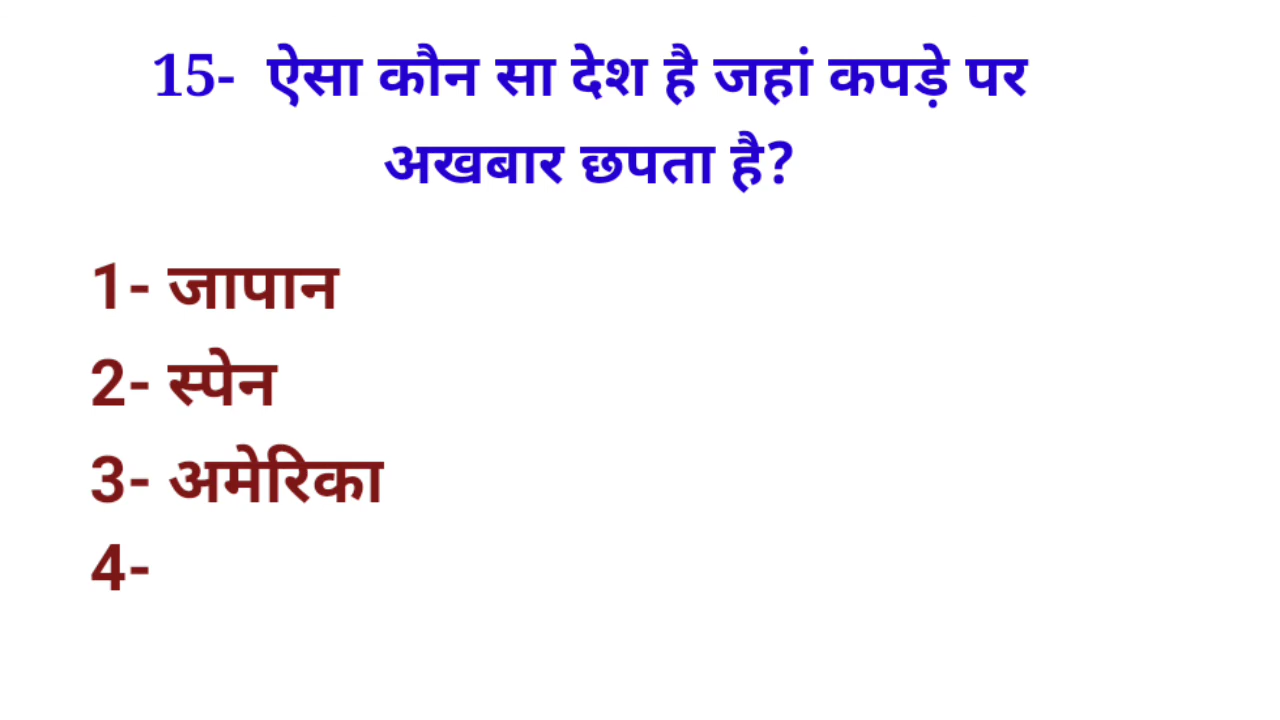 15- ऐसा कौन सा देश है जहां कपड़े पर
अखबार छपता है?
1- जापान
2- स्पेन
3- अमेरिका
4-